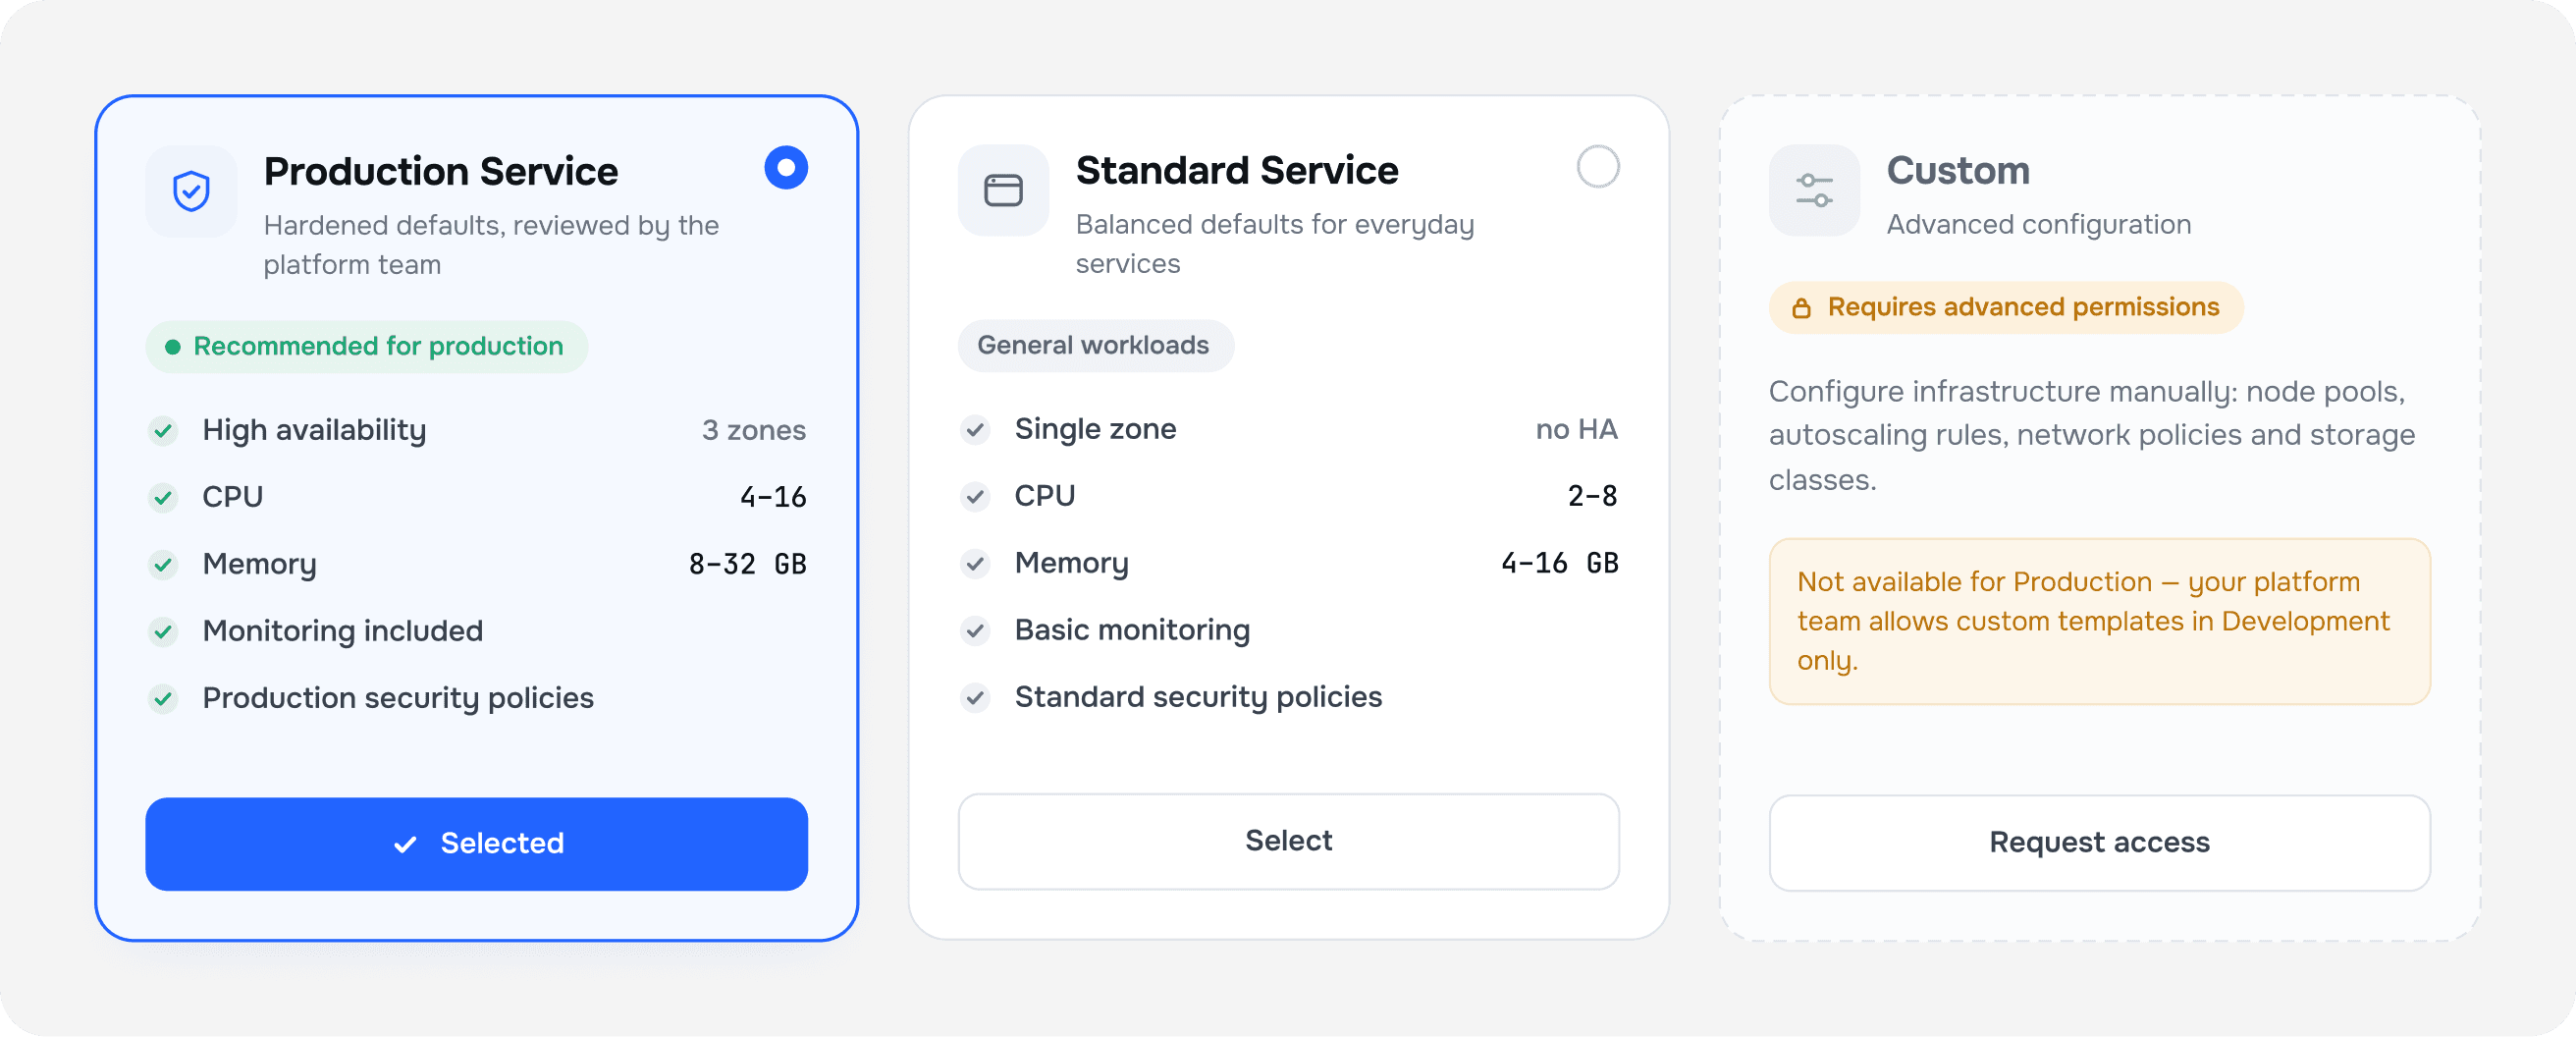 Production Service
Hardened defaults, reviewed by the
platform team
Recommended for production
High availability 3 zones
CPU 4–16
Memory 8–32 GB
Monitoring included
Production security policies
Selected
Standard Service
Balanced defaults for everyday
services
General workloads
Single zone no HA
CPU 2–8
Memory 4–16 GB
Basic monitoring
Standard security policies
Select
Custom
Advanced configuration
Requires advanced permissions
Configure infrastructure manually: node pools,
autoscaling rules, network policies and storage
classes.
Not available for Production — your platform
team allows custom templates in Development
only.
Request access